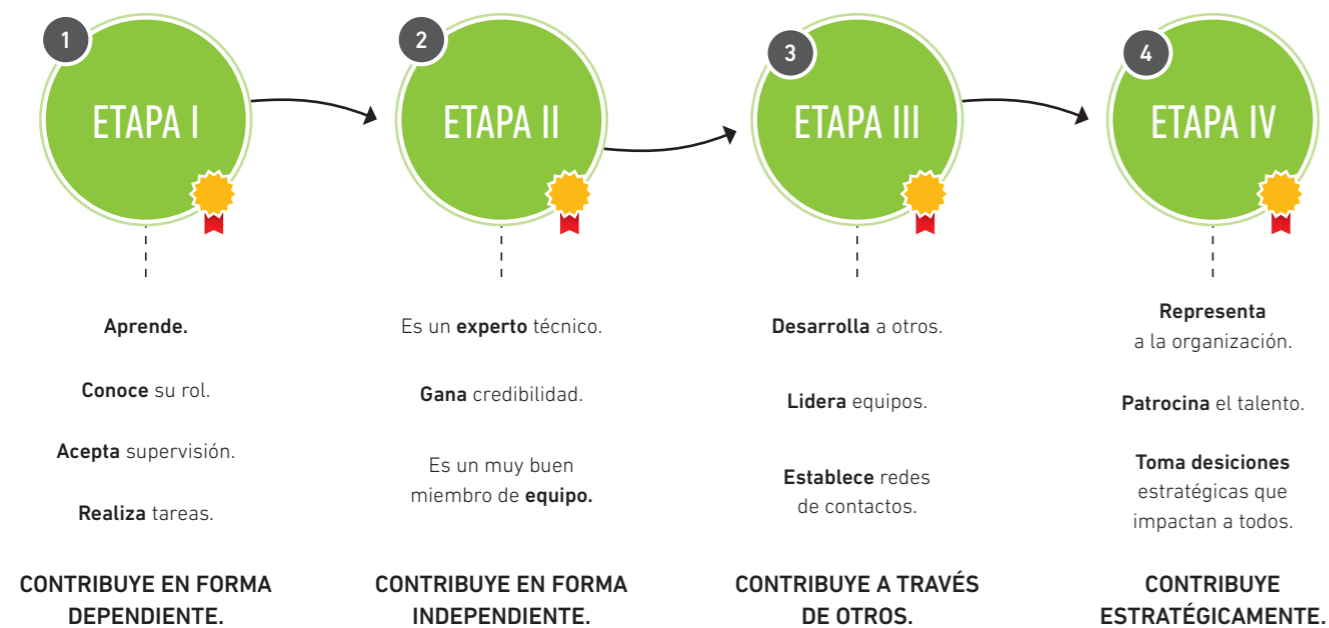 1
ETAPA I
Aprende.
Conoce su rol.
Acepta supervisión.
Realiza tareas.
CONTRIBUYE EN FORMA
DEPENDIENTE.
2
ETAPA II
Es un experto técnico.
Gana credibilidad.
Es un muy buen
miembro de equipo.
CONTRIBUYE EN FORMA
INDEPENDIENTE.
3
ETAPA III
Desarrolla a otros.
Lidera equipos.
Establece redes
de contactos.
CONTRIBUYE A TRAVÉS
DE OTROS.
4
ETAPA IV
Representa
a la organización.
Patrocina el talento.
Toma desiciones
estratégicas que
impactan a todos.
CONTRIBUYE
ESTRATÉGICAMENTE.